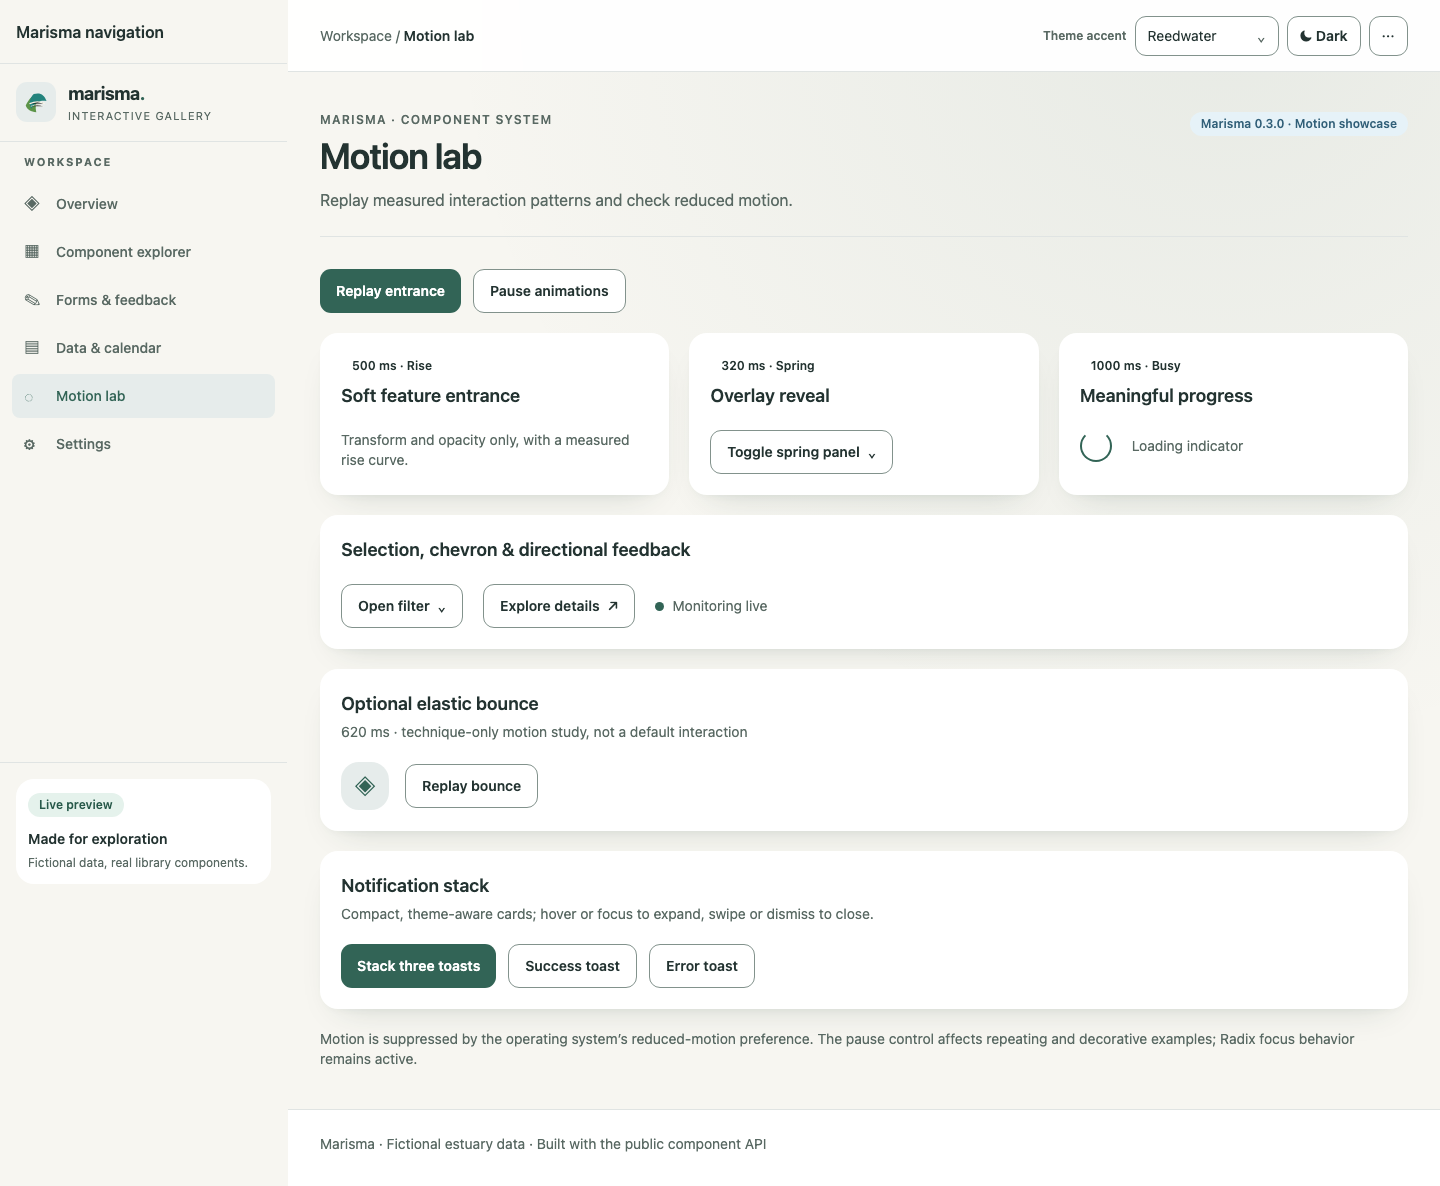 Marisma navigation
marisma.
INTERACTIVE GALLERY
WORKSPACE
Overview
Component explorer
Forms & feedback
Data & calendar
Motion lab
Settings
Live preview
Made for exploration
Fictional data, real library components.
Workspace / Motion lab
Theme accent
Reedwater
Dark
...
MARISMA · COMPONENT SYSTEM
Marisma 0.3.0 · Motion showcase
Motion lab
Replay measured interaction patterns and check reduced motion.
Replay entrance
Pause animations
500 ms · Rise
Soft feature entrance
Transform and opacity only, with a measured
rise curve.
320 ms · Spring
Overlay reveal
Toggle spring panel
1000 ms · Busy
Meaningful progress
Loading indicator
Selection, chevron & directional feedback
Open filter
Explore details ↗
Monitoring live
Optional elastic bounce
620 ms · technique-only motion study, not a default interaction
Replay bounce
Notification stack
Compact, theme-aware cards; hover or focus to expand, swipe or dismiss to close.
Stack three toasts
Success toast
Error toast
Motion is suppressed by the operating system’s reduced-motion preference. The pause control affects repeating and decorative examples; Radix focus behavior
remains active.
Marisma · Fictional estuary data · Built with the public component API